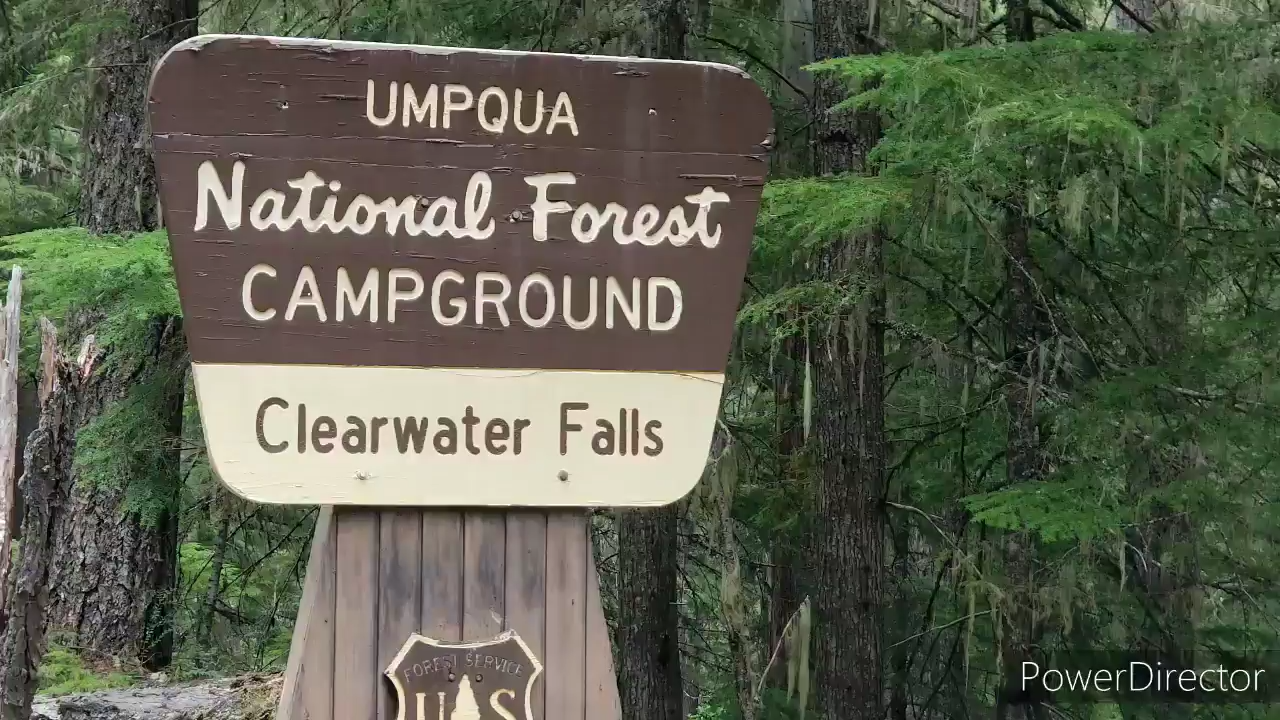 UMPQUA
National Forest
CAMPGROUND
Clearwater Falls
FOREST SERVICE
U S
PowerDirector